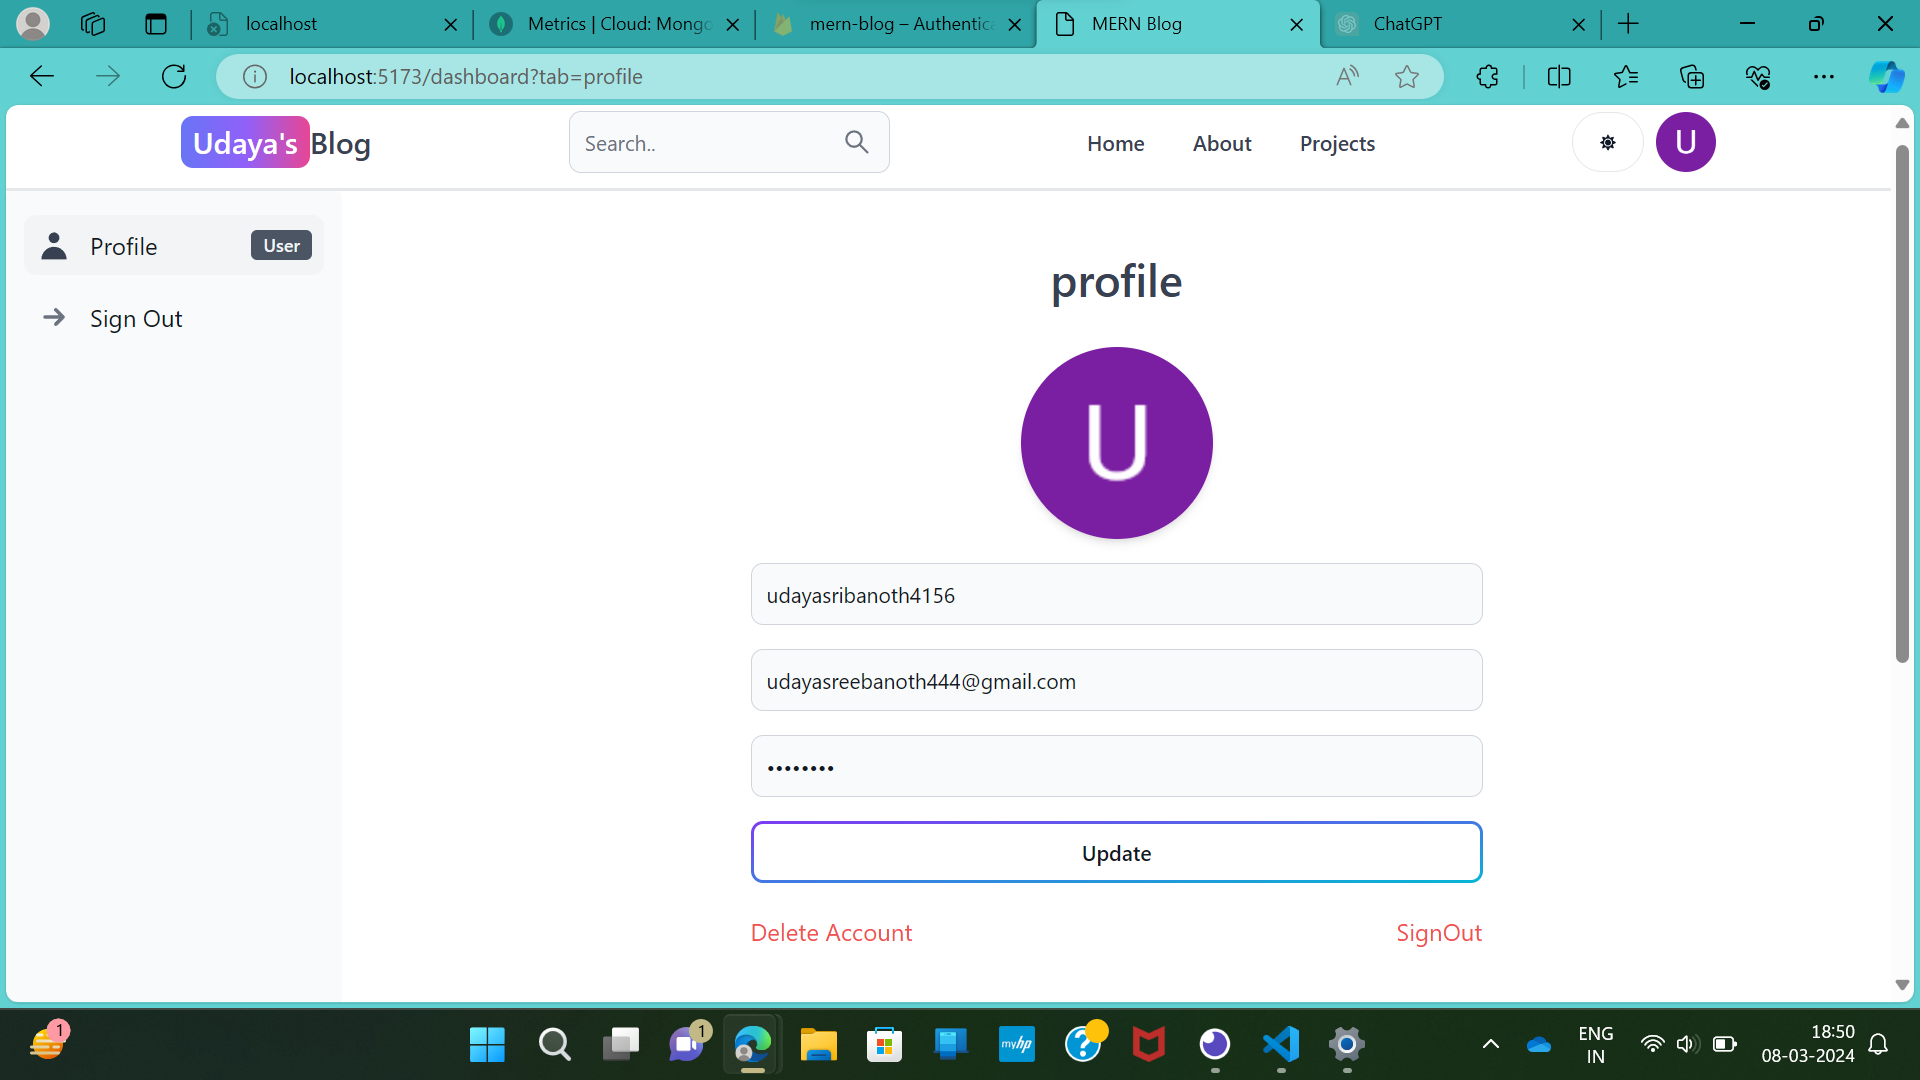 localhost
Metrics | Cloud: Mongo
mern-blog – Authentica
MERN Blog
ChatGPT
localhost:5173/dashboard?tab=profile
Udaya's Blog
Search..
Home
About
Projects
U
Profile
User
Sign Out
profile
U
udayasribanoth4156
udayasreebanoth444@gmail.com
••••••••
Update
Delete Account
SignOut
1
1
myhp
ENG
IN
18:50
08-03-2024